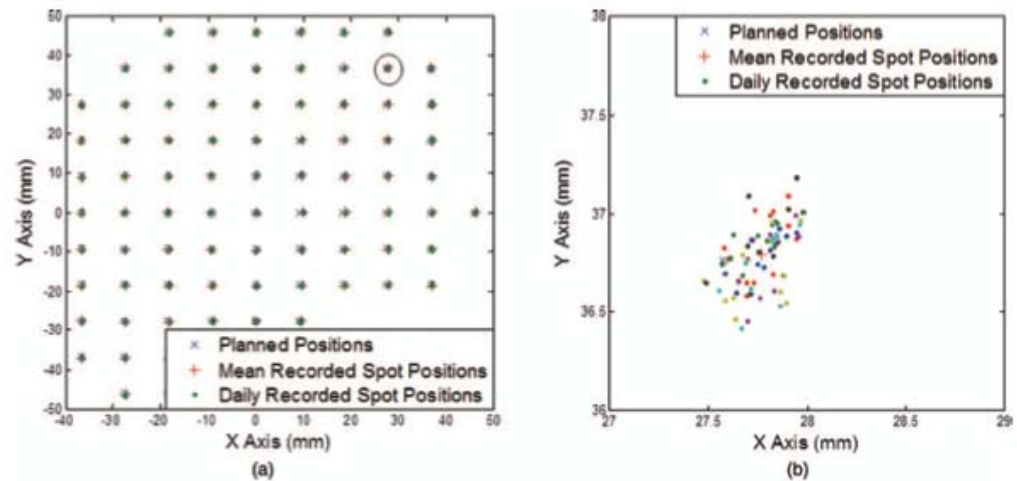 50
40
30
20
10
0
-10
-20
-30
-40
-50
Y Axis (mm)
Planned Positions
Mean Recorded Spot Positions
Daily Recorded Spot Positions
-40 -30 -20 -10 0 10 20 30 40 50
X Axis (mm)
(a)
38
37.5
37
36.5
36
Y Axis (mm)
Planned Positions
Mean Recorded Spot Positions
Daily Recorded Spot Positions
27 27.5 28 28.5 29
X Axis (mm)
(b)